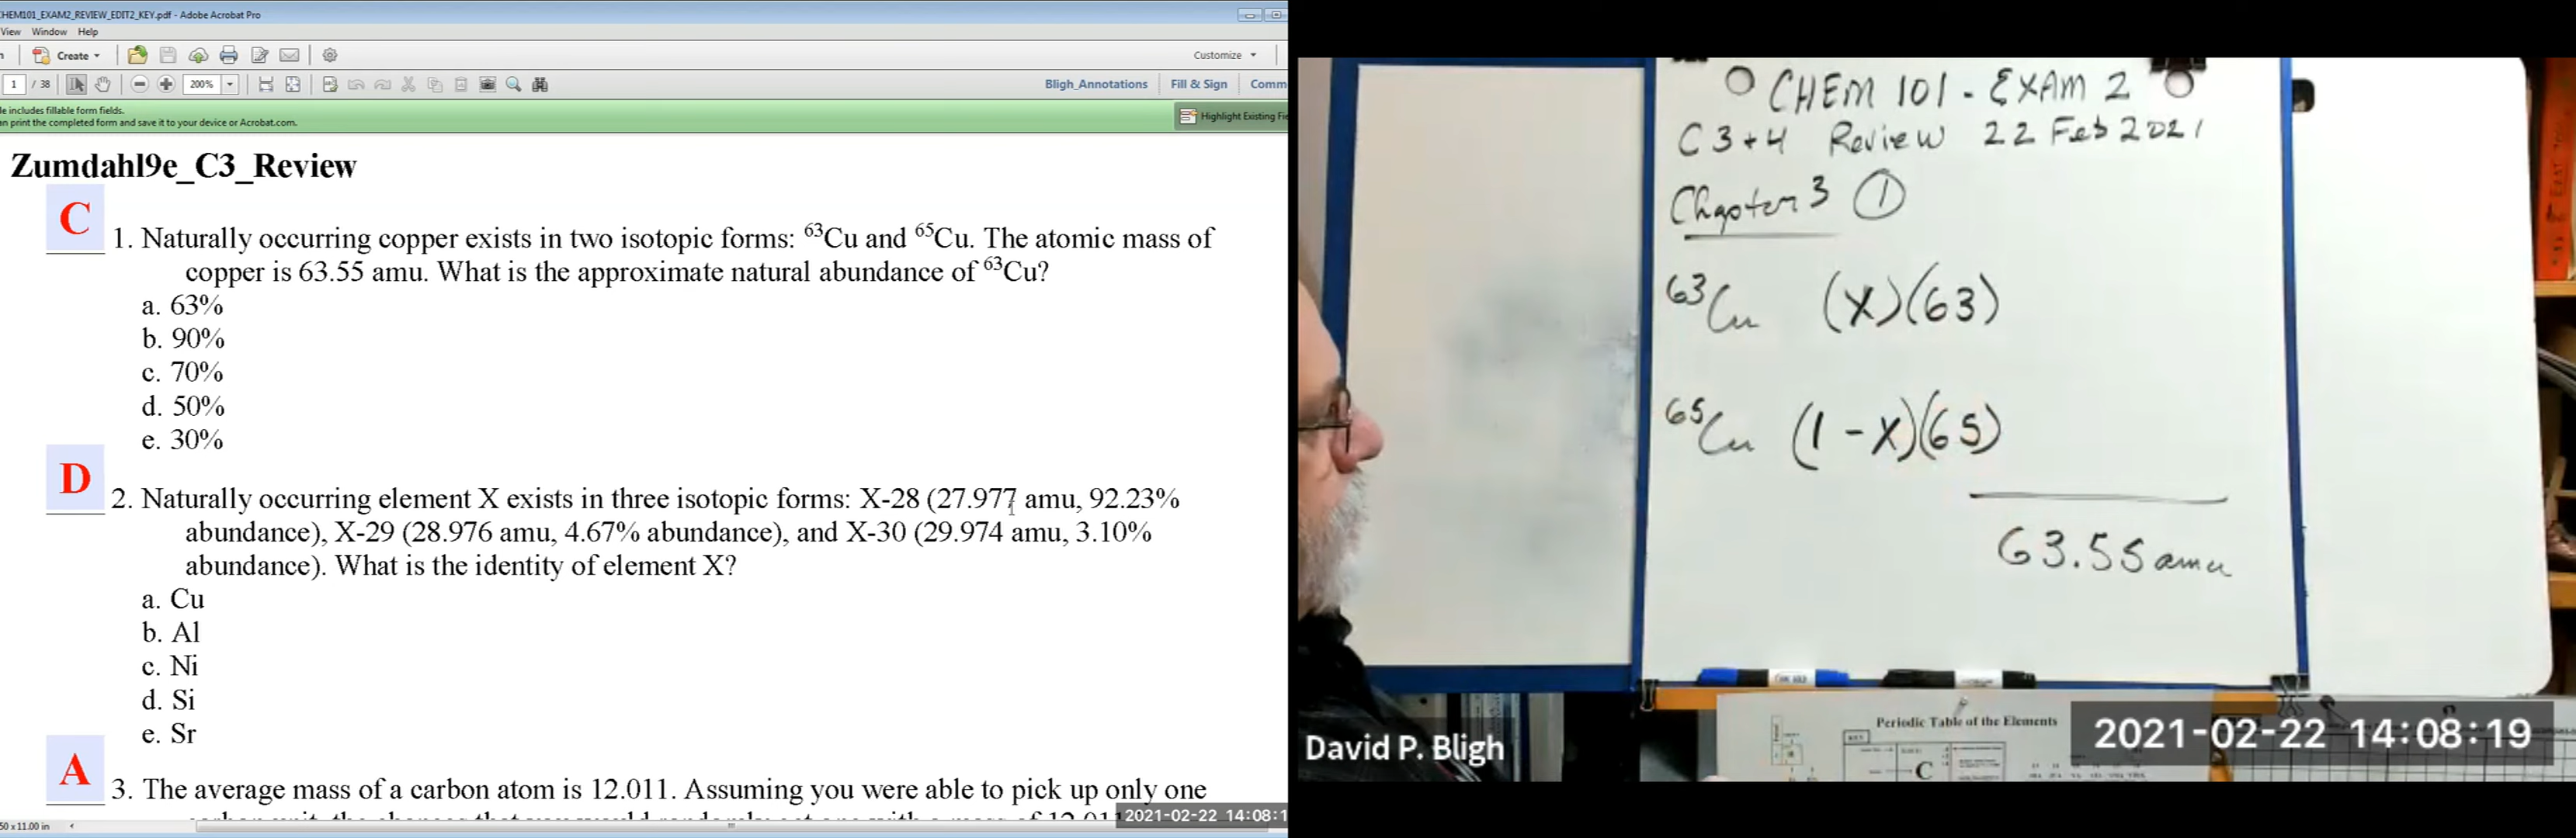 HEM101_EXAM2_REVIEW_EDIT2_KEY.pdf - Adobe Acrobat Pro
View Window Help
Create Customize
1 / 38 200% Bligh_Annotations Fill & Sign Comm
le includes fillable form fields.
an print the completed form and save it to your device or Acrobat.com.
Highlight Existing Fie
Zumdahl9e_C3_Review
C
1. Naturally occurring copper exists in two isotopic forms: ⁶³Cu and ⁶⁵Cu. The atomic mass of
copper is 63.55 amu. What is the approximate natural abundance of ⁶³Cu?
a. 63%
b. 90%
c. 70%
d. 50%
e. 30%
D
2. Naturally occurring element X exists in three isotopic forms: X-28 (27.977 amu, 92.23%
abundance), X-29 (28.976 amu, 4.67% abundance), and X-30 (29.974 amu, 3.10%
abundance). What is the identity of element X?
a. Cu
b. Al
c. Ni
d. Si
e. Sr
A
3. The average mass of a carbon atom is 12.011. Assuming you were able to pick up only one
50 x 11.00 in
2021-02-22 14:08:1
CHEM 101 - EXAM 2
C 3+4 Review 22 Feb 2021
Chapter 3 ①
⁶³Cu (X)(63)
⁶⁵Cu (1-X)(65)
63.55 amu
Periodic Table of the Elements
C
David P. Bligh
2021-02-22 14:08:19